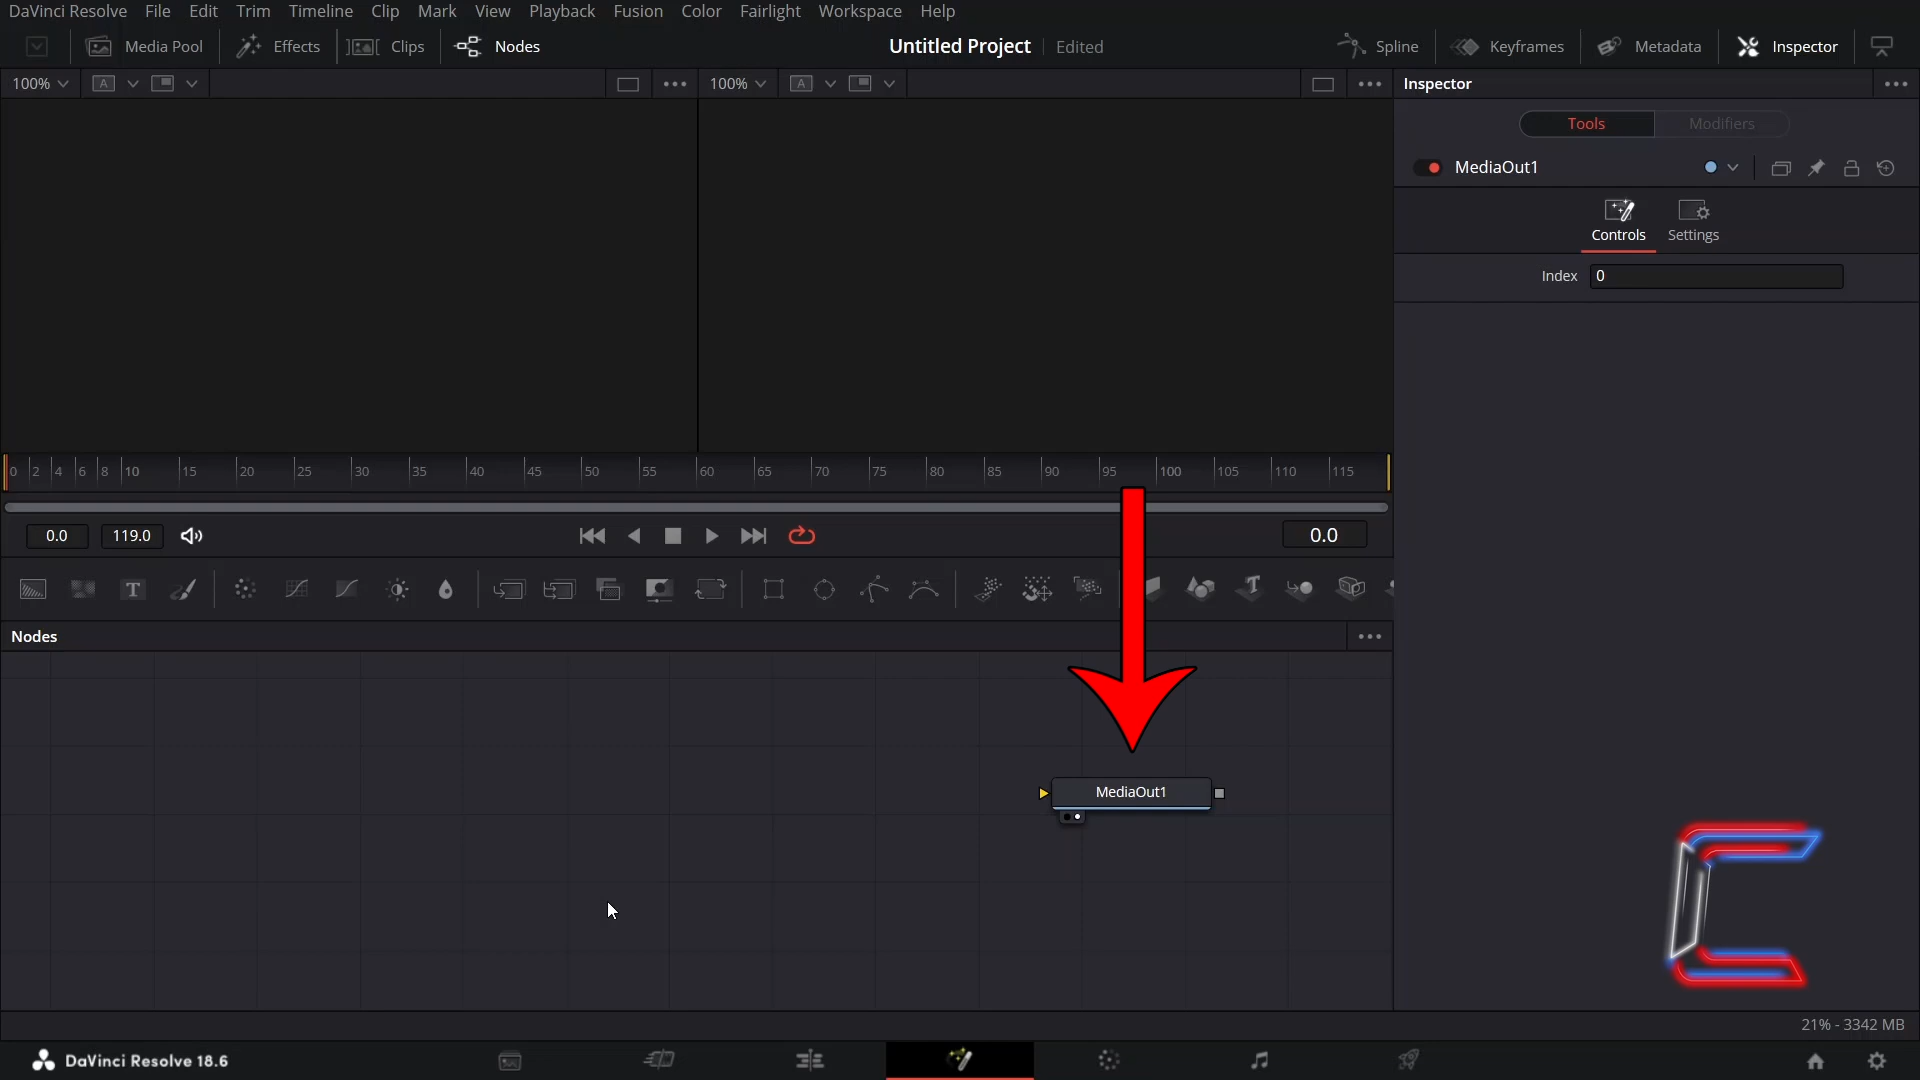 DaVinci Resolve File Edit Trim Timeline Clip Mark View Playback Fusion Color Fairlight Workspace Help
Media Pool Effects Clips Nodes Untitled Project Edited Spline Keyframes Metadata Inspector
100% A 100% A Inspector
Tools Modifiers
MediaOut1
Controls Settings
Index 0
0 2 4 6 8 10 15 20 25 30 35 40 45 50 55 60 65 70 75 80 85 90 95 100 105 110 115
0.0 119.0 0.0
T T
Nodes
MediaOut1
C
21% - 3342 MB
DaVinci Resolve 18.6